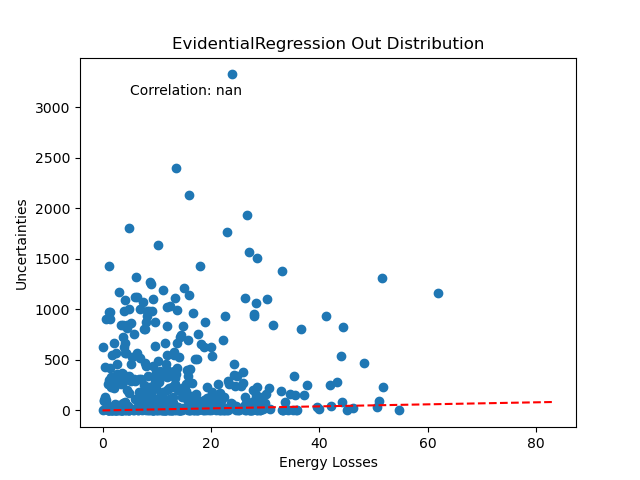 EvidentialRegression Out Distribution
Correlation: nan
3000
2500
2000
1500
1000
500
0
Uncertainties
0 20 40 60 80
Energy Losses